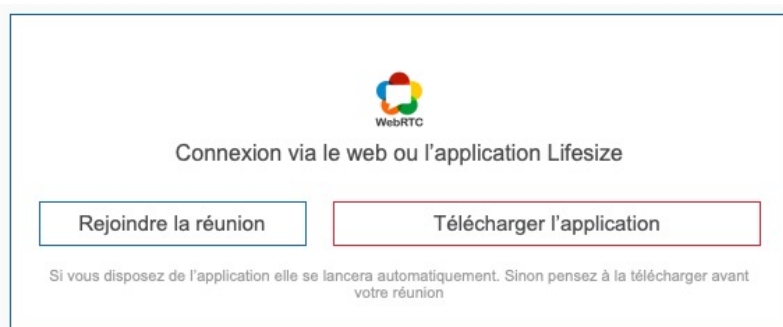 WebRTC
Connexion via le web ou l'application Lifesize
Rejoindre la réunion
Télécharger l'application
Si vous disposez de l'application elle se lancera automatiquement. Sinon pensez à la télécharger avant
votre réunion